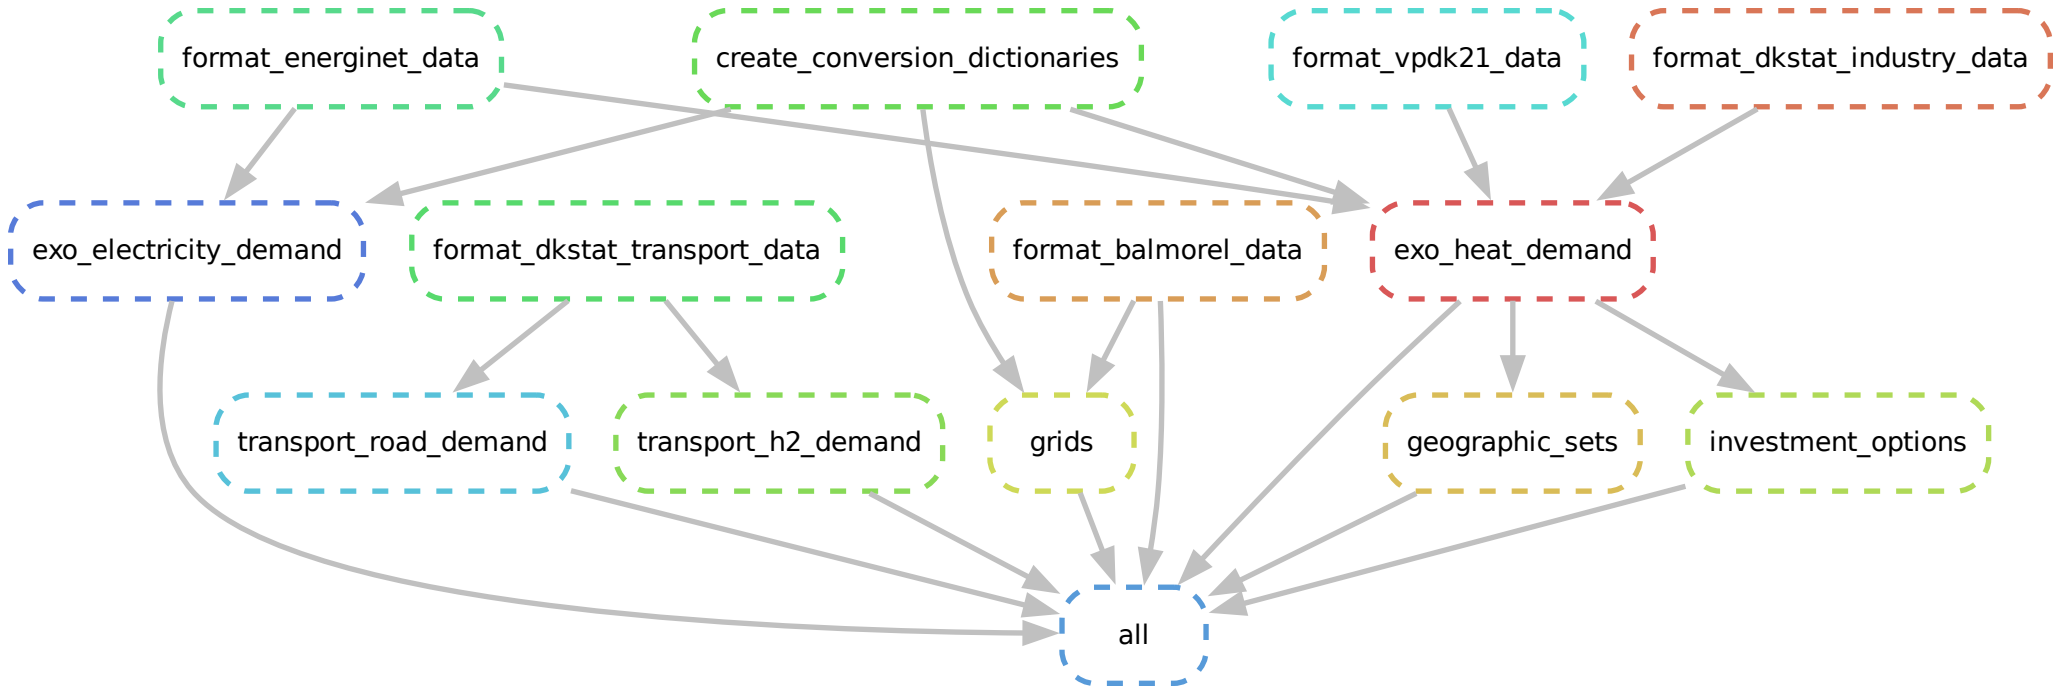 format_energinet_data
create_conversion_dictionaries
format_vpdk21_data
format_dkstat_industry_data
exo_electricity_demand
format_dkstat_transport_data
format_balmorel_data
exo_heat_demand
transport_road_demand
transport_h2_demand
grids
geographic_sets
investment_options
all